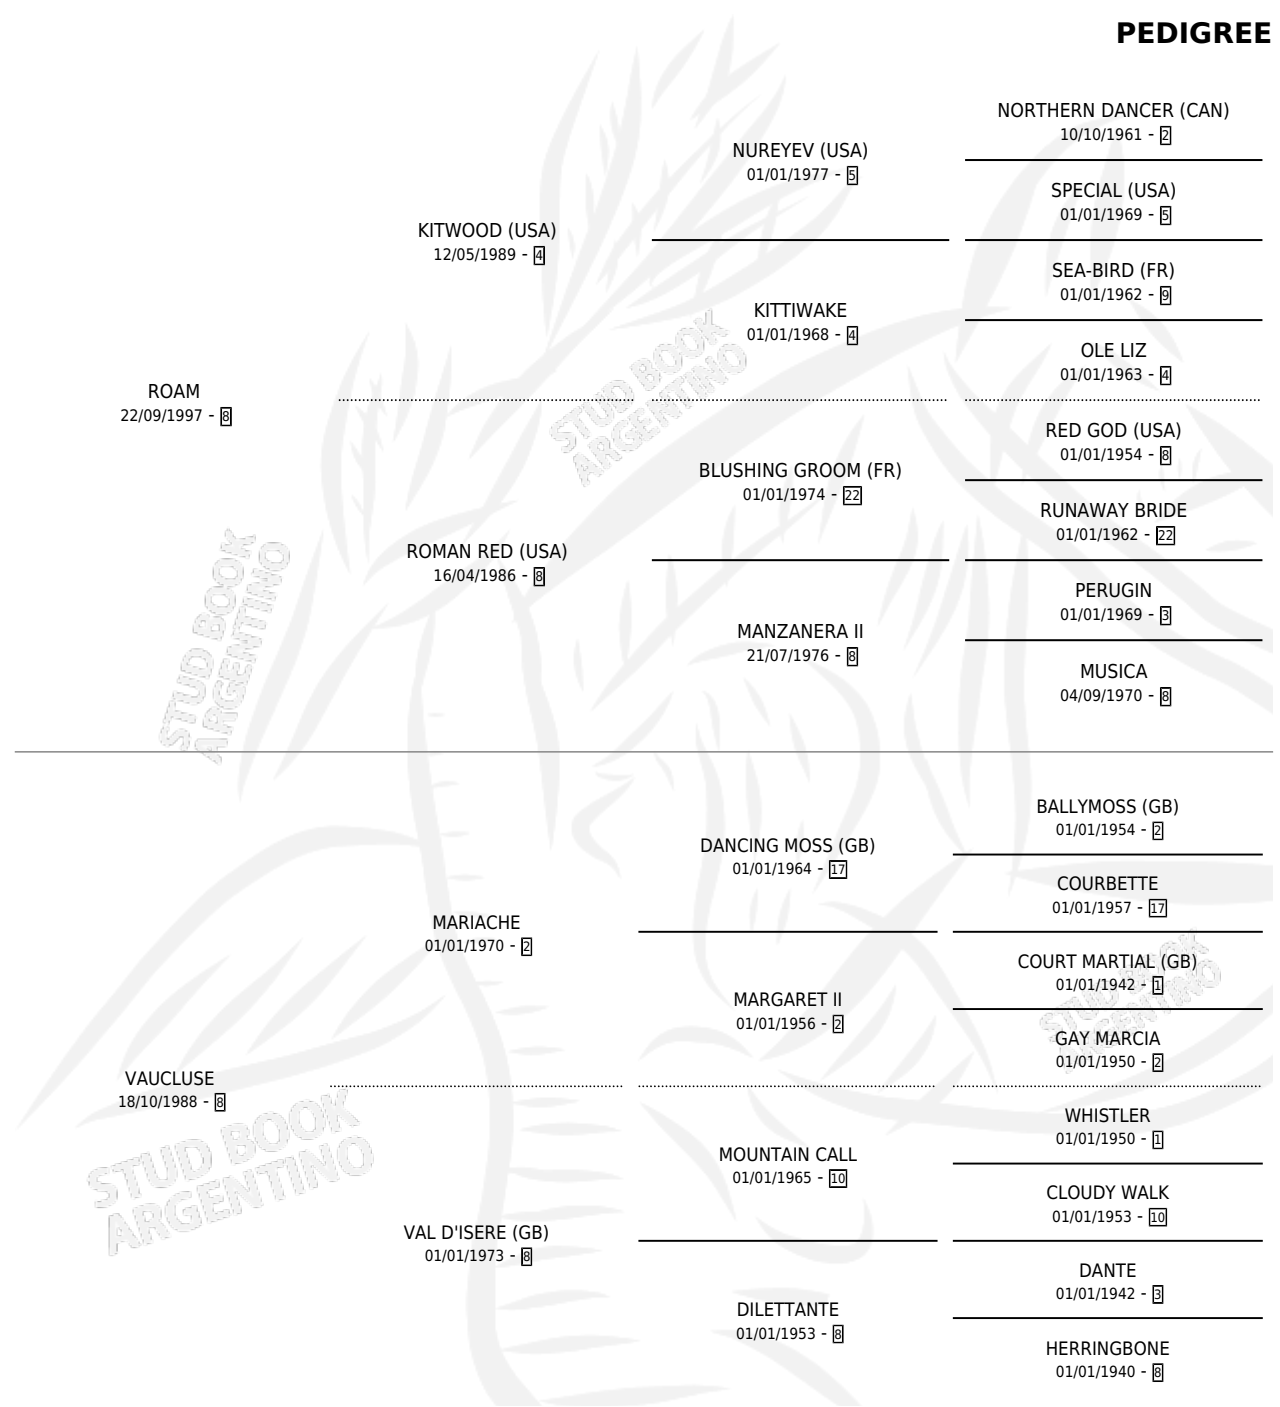 PEDIGREE
NORTHERN DANCER (CAN)
10/10/1961 - 2
NUREYEV (USA)
01/01/1977 - 5
SPECIAL (USA)
01/01/1969 - 5
KITWOOD (USA)
12/05/1989 - 4
SEA-BIRD (FR)
01/01/1962 - 9
KITTIWAKE
01/01/1968 - 4
OLE LIZ
01/01/1963 - 4
ROAM
22/09/1997 - 8
RED GOD (USA)
01/01/1954 - 8
BLUSHING GROOM (FR)
01/01/1974 - 22
RUNAWAY BRIDE
01/01/1962 - 22
ROMAN RED (USA)
16/04/1986 - 8
PERUGIN
01/01/1969 - 3
MANZANERA II
21/07/1976 - 8
MUSICA
04/09/1970 - 8
BALLYMOSS (GB)
01/01/1954 - 2
DANCING MOSS (GB)
01/01/1964 - 17
COURBETTE
01/01/1957 - 17
MARIACHE
01/01/1970 - 2
COURT MARTIAL (GB)
01/01/1942 - 1
MARGARET II
01/01/1956 - 2
GAY MARCIA
01/01/1950 - 2
VAUCLUSE
18/10/1988 - 8
WHISTLER
01/01/1950 - 1
MOUNTAIN CALL
01/01/1965 - 10
CLOUDY WALK
01/01/1953 - 10
VAL D'ISERE (GB)
01/01/1973 - 8
DANTE
01/01/1942 - 3
DILETTANTE
01/01/1953 - 8
HERRINGBONE
01/01/1940 - 8
STUD BOOK
ARGENTINO
STUD BOOK
ARGENTINO
STUD BOOK
ARGENTINO
STUD BOOK
ARGENTINO